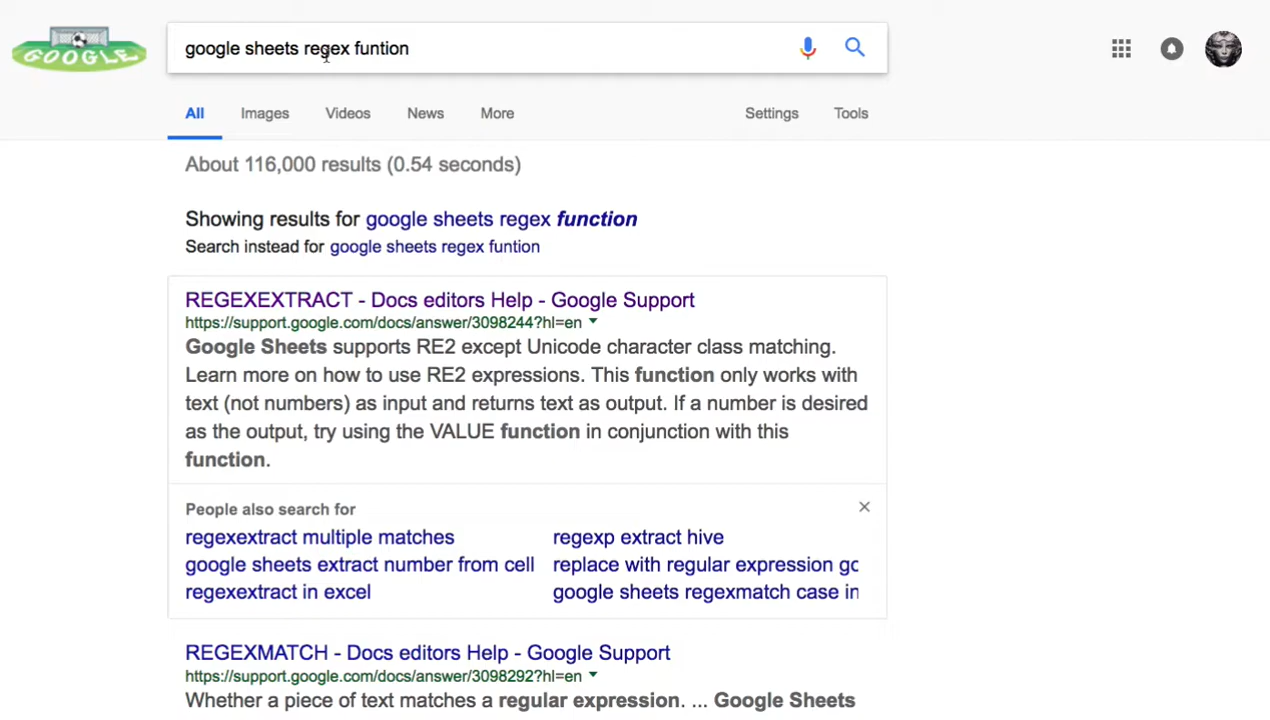 GOOGLE
google sheets regex funtion
All Images Videos News More Settings Tools
About 116,000 results (0.54 seconds)
Showing results for google sheets regex function
Search instead for google sheets regex funtion
REGEXEXTRACT - Docs editors Help - Google Support
https://support.google.com/docs/answer/3098244?hl=en
Google Sheets supports RE2 except Unicode character class matching.
Learn more on how to use RE2 expressions. This function only works with
text (not numbers) as input and returns text as output. If a number is desired
as the output, try using the VALUE function in conjunction with this
function.
People also search for
regexextract multiple matches regexp extract hive
google sheets extract number from cell replace with regular expression go
regexextract in excel google sheets regexmatch case in
REGEXMATCH - Docs editors Help - Google Support
https://support.google.com/docs/answer/3098292?hl=en
Whether a piece of text matches a regular expression. ... Google Sheets